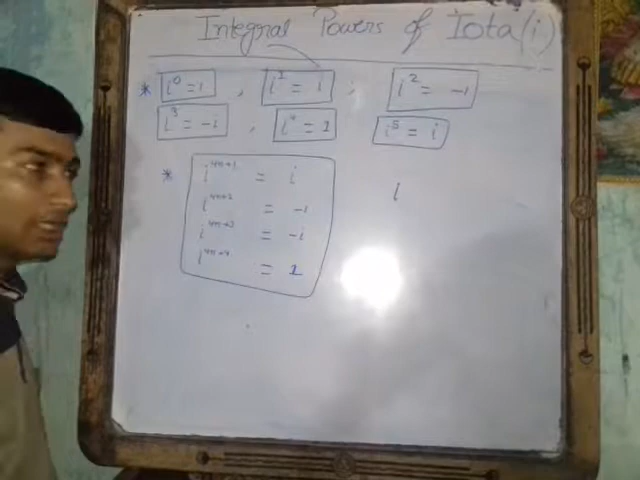 Integral Powers of Iota (i)
* i⁰ = 1 , i¹ = i , i² = -1
i³ = -i , i⁴ = 1 i⁵ = i
* i⁴ⁿ⁺¹ = i
i⁴ⁿ⁺² = -1
i⁴ⁿ⁺³ = -i
i⁴ⁿ⁺⁴ = 1
i